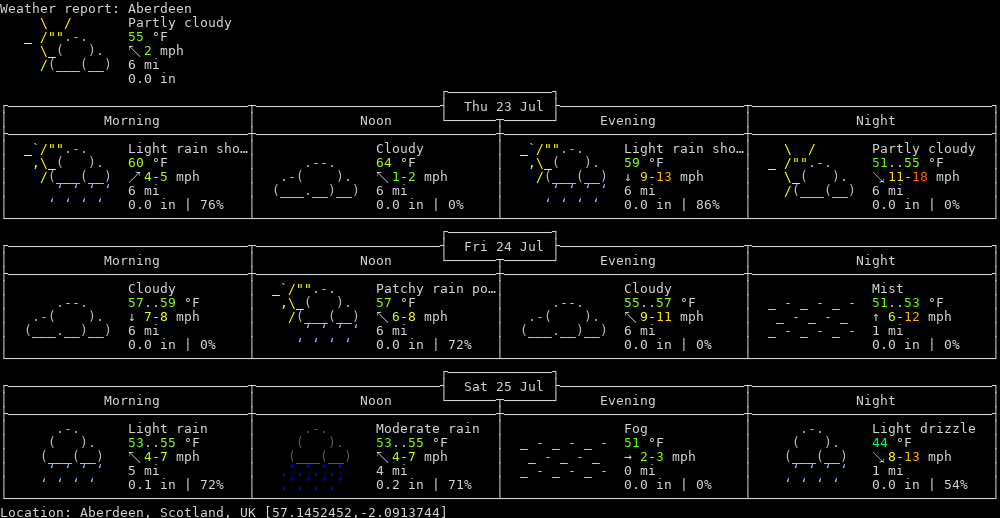 Weather report: Aberdeen
Partly cloudy
55 °F
↖ 2 mph
6 mi
0.0 in
Thu 23 Jul
Morning Noon Evening Night
Light rain sho… Cloudy Light rain sho… Partly cloudy
60 °F 64 °F 59 °F 51..55 °F
↗ 4-5 mph ↖ 1-2 mph ↓ 9-13 mph ↘ 11-18 mph
6 mi 6 mi 6 mi 6 mi
0.0 in | 76% 0.0 in | 0% 0.0 in | 86% 0.0 in | 0%
Fri 24 Jul
Morning Noon Evening Night
Cloudy Patchy rain po… Cloudy Mist
57..59 °F 57 °F 55..57 °F 51..53 °F
↓ 7-8 mph ↖ 6-8 mph ↖ 9-11 mph ↑ 6-12 mph
6 mi 6 mi 6 mi 1 mi
0.0 in | 0% 0.0 in | 72% 0.0 in | 0% 0.0 in | 0%
Sat 25 Jul
Morning Noon Evening Night
Light rain Moderate rain Fog Light drizzle
53..55 °F 53..55 °F 51 °F 44 °F
↖ 4-7 mph ↖ 4-7 mph → 2-3 mph ↘ 8-13 mph
5 mi 4 mi 0 mi 1 mi
0.1 in | 72% 0.2 in | 71% 0.0 in | 0% 0.0 in | 54%
Location: Aberdeen, Scotland, UK [57.1452452,-2.0913744]